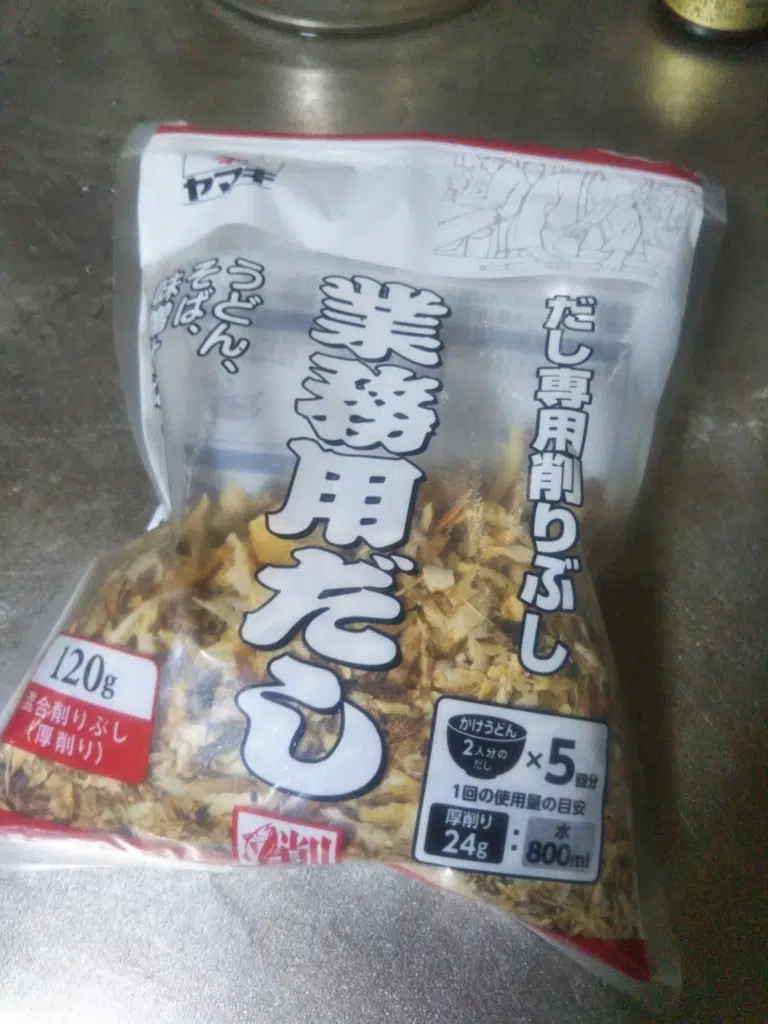 ヤマキ
だし専用削りぶし
業務用だし
うどん、
そば、
味噌
120g
混合削りぶし
(厚削り)
かけうどん
2人分の
だし
×5回分
1回の使用量の目安
厚削り
24g
:
水
800ml